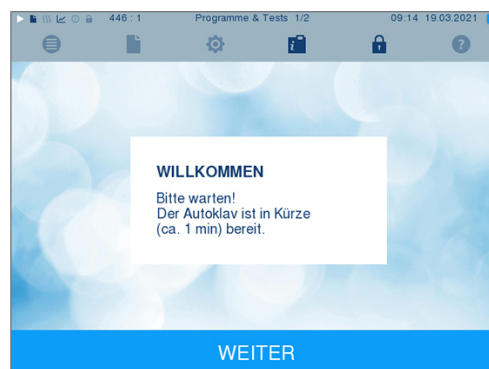 446 : 1 Programme & Tests 1/2 09:14 19.03.2021
WILLKOMMEN
Bitte warten!
Der Autoklav ist in Kürze
(ca. 1 min) bereit.
WEITER